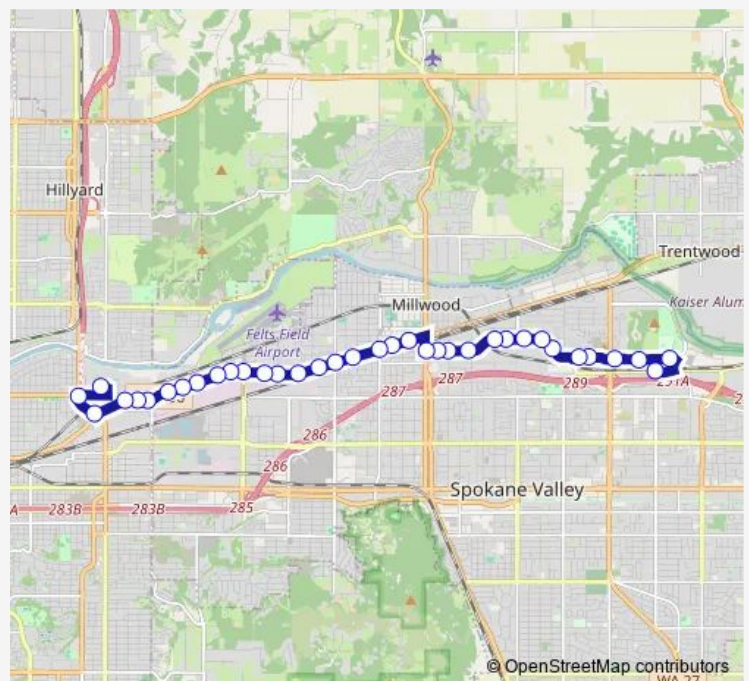 Hillyard
Trentwood
Millwood
Kaiser Alum
Felts Field
Airport
287
287
289
291A
286
286
Spokane Valley
A
283B
283B
285
2
© OpenStreetMap contributors
WA 27